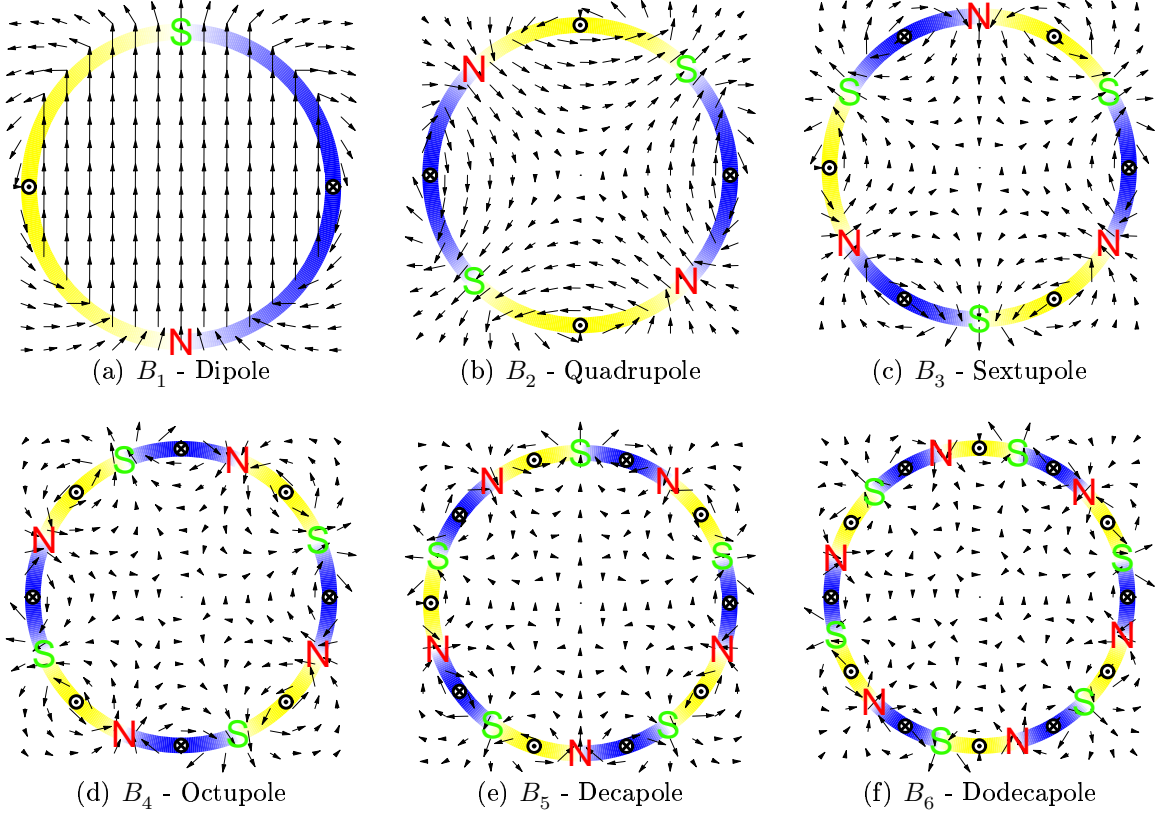 S
N
(a) B1 - Dipole
N
S
S
N
(b) B2 - Quadrupole
N
S
S
N
N
S
(c) B3 - Sextupole
S
N
N
S
S
N
N
S
(d) B4 - Octupole
S
N
N
S
S
N
N
S
S
N
(e) B5 - Decapole
N
S
S
N
N
S
S
N
N
S
S
N
(f) B6 - Dodecapole